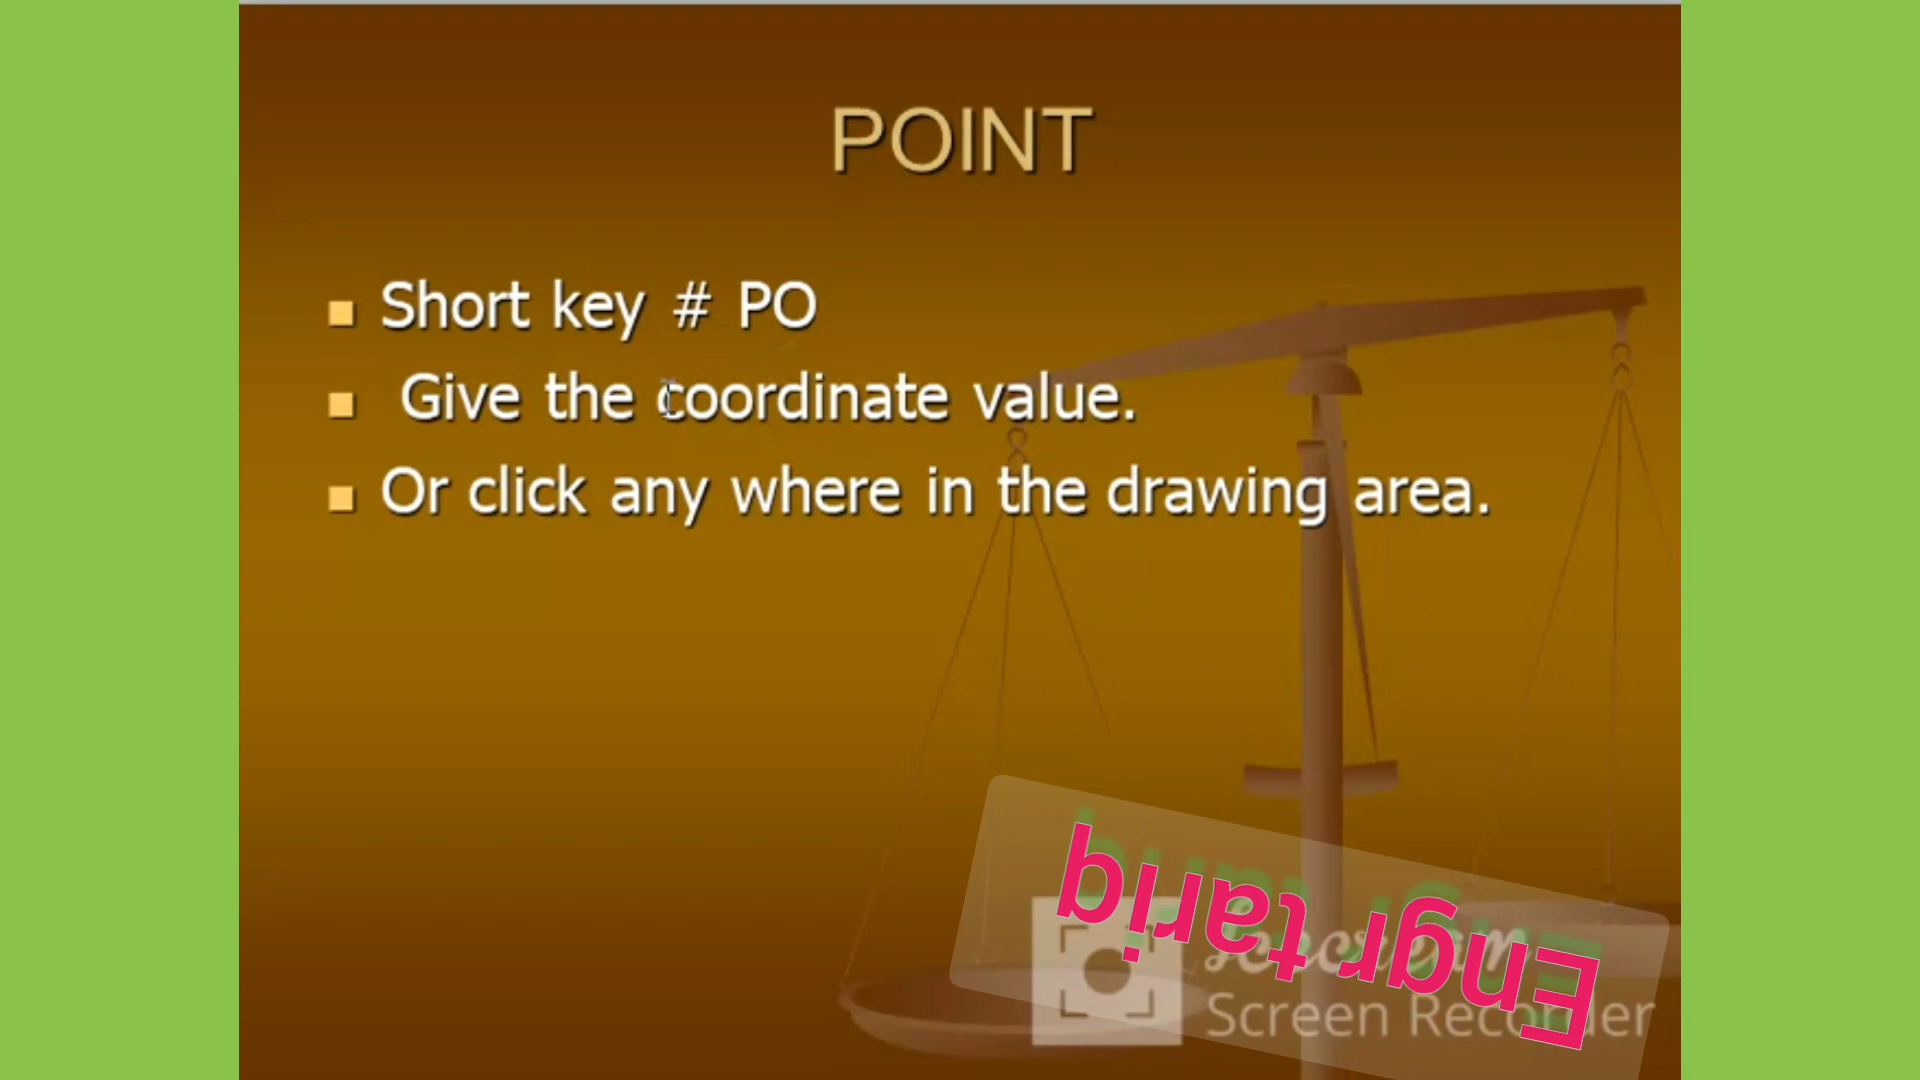 POINT
Short key # PO
Give the coordinate value.
Or click any where in the drawing area.
Engr tariq
Icecream
Screen Recorder